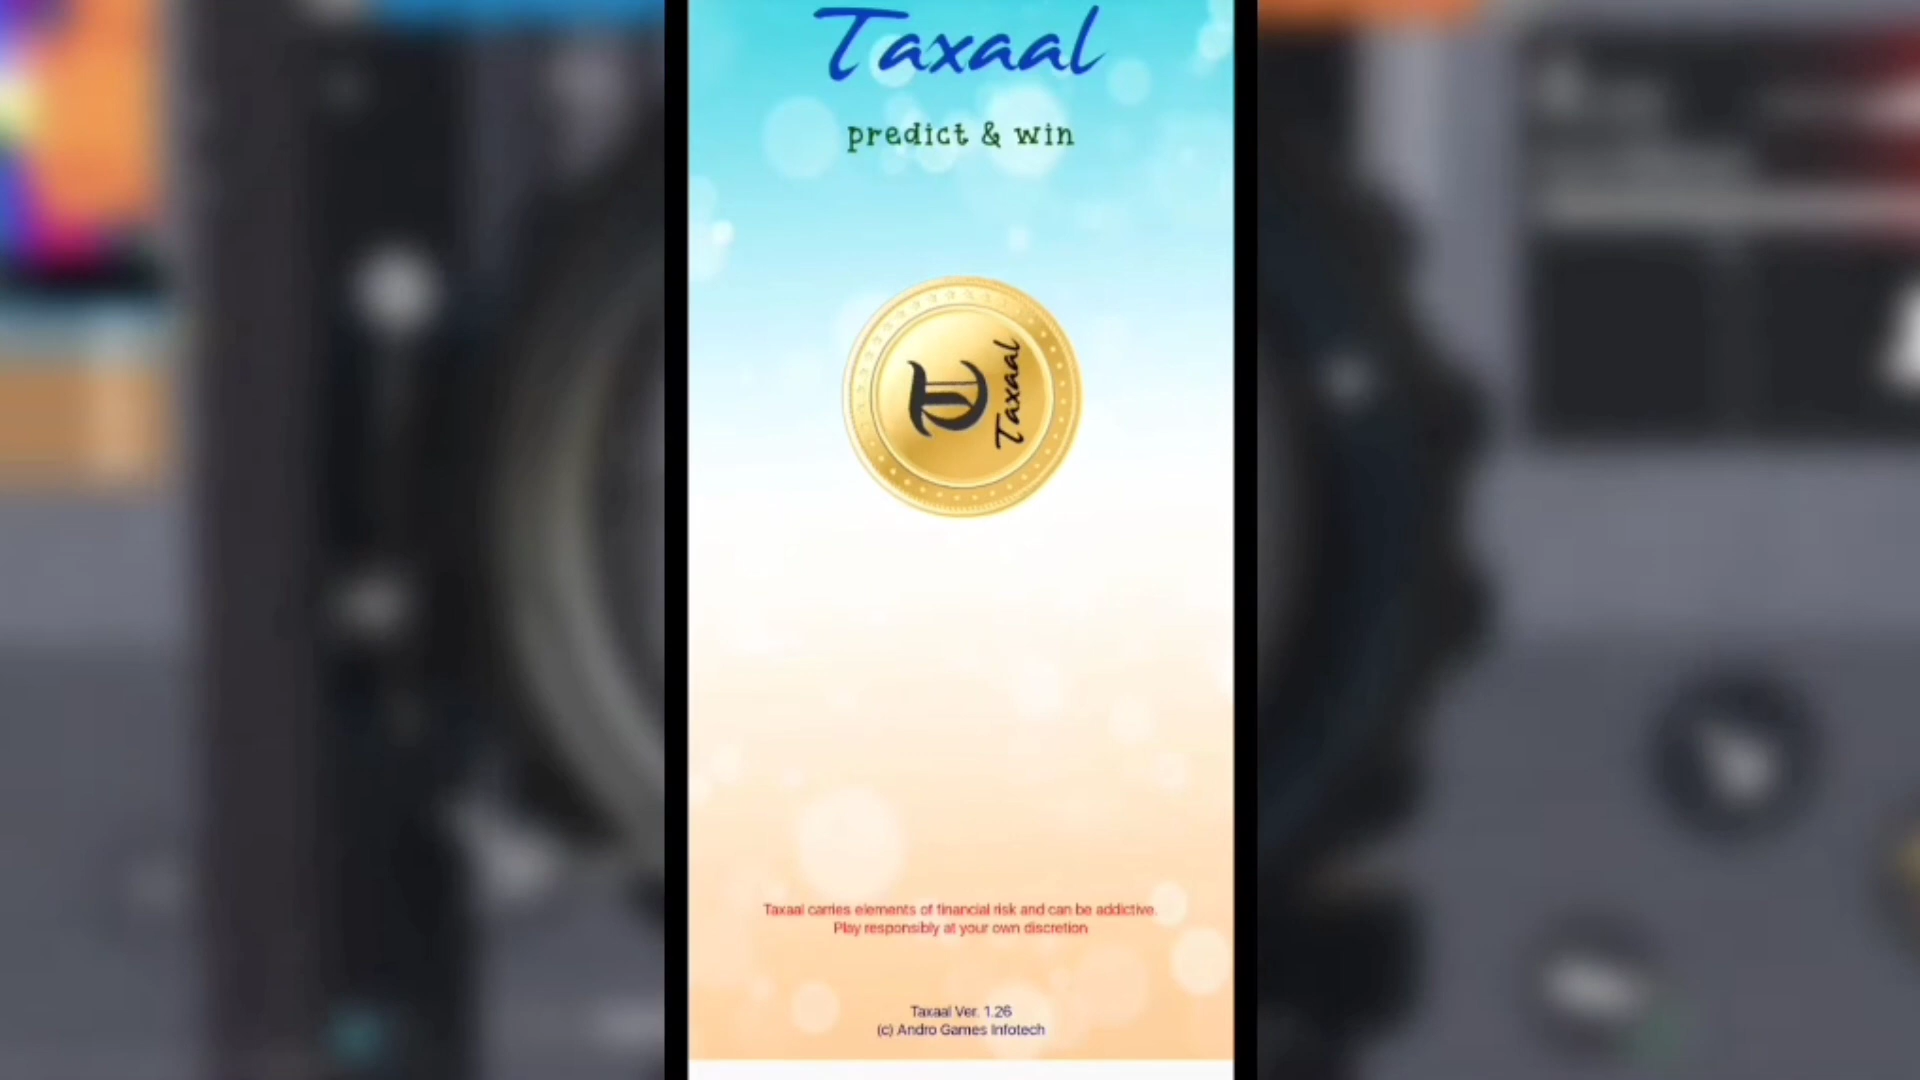 Taxaal
predict & win
T
Taxaal
Taxaal carries elements of financial risk and can be addictive.
Play responsibly at your own discretion
Taxaal Ver. 1.26
(c) Andro Games Infotech